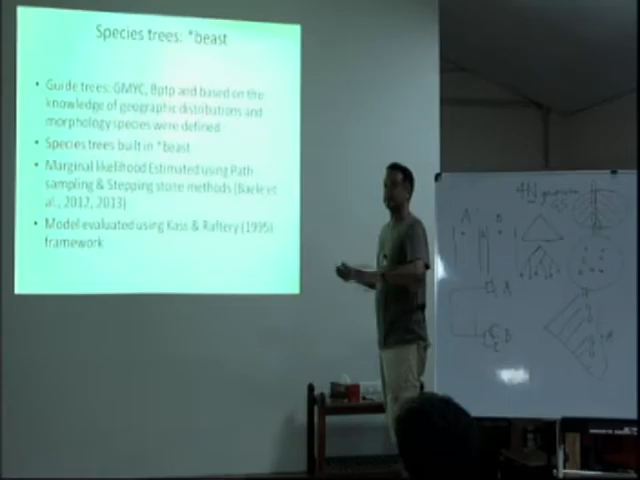 Species trees: *beast
• Guide trees: GMYC, Bptp and based on the
knowledge of geographic distributions and
morphology species were defined
• Species trees built in *beast
• Marginal likelihood Estimated using Path
sampling & Stepping stone methods (Baele et
al., 2012, 2013)
• Model evaluated using Kass & Raftery (1995)
framework
4N
A
B
A
B